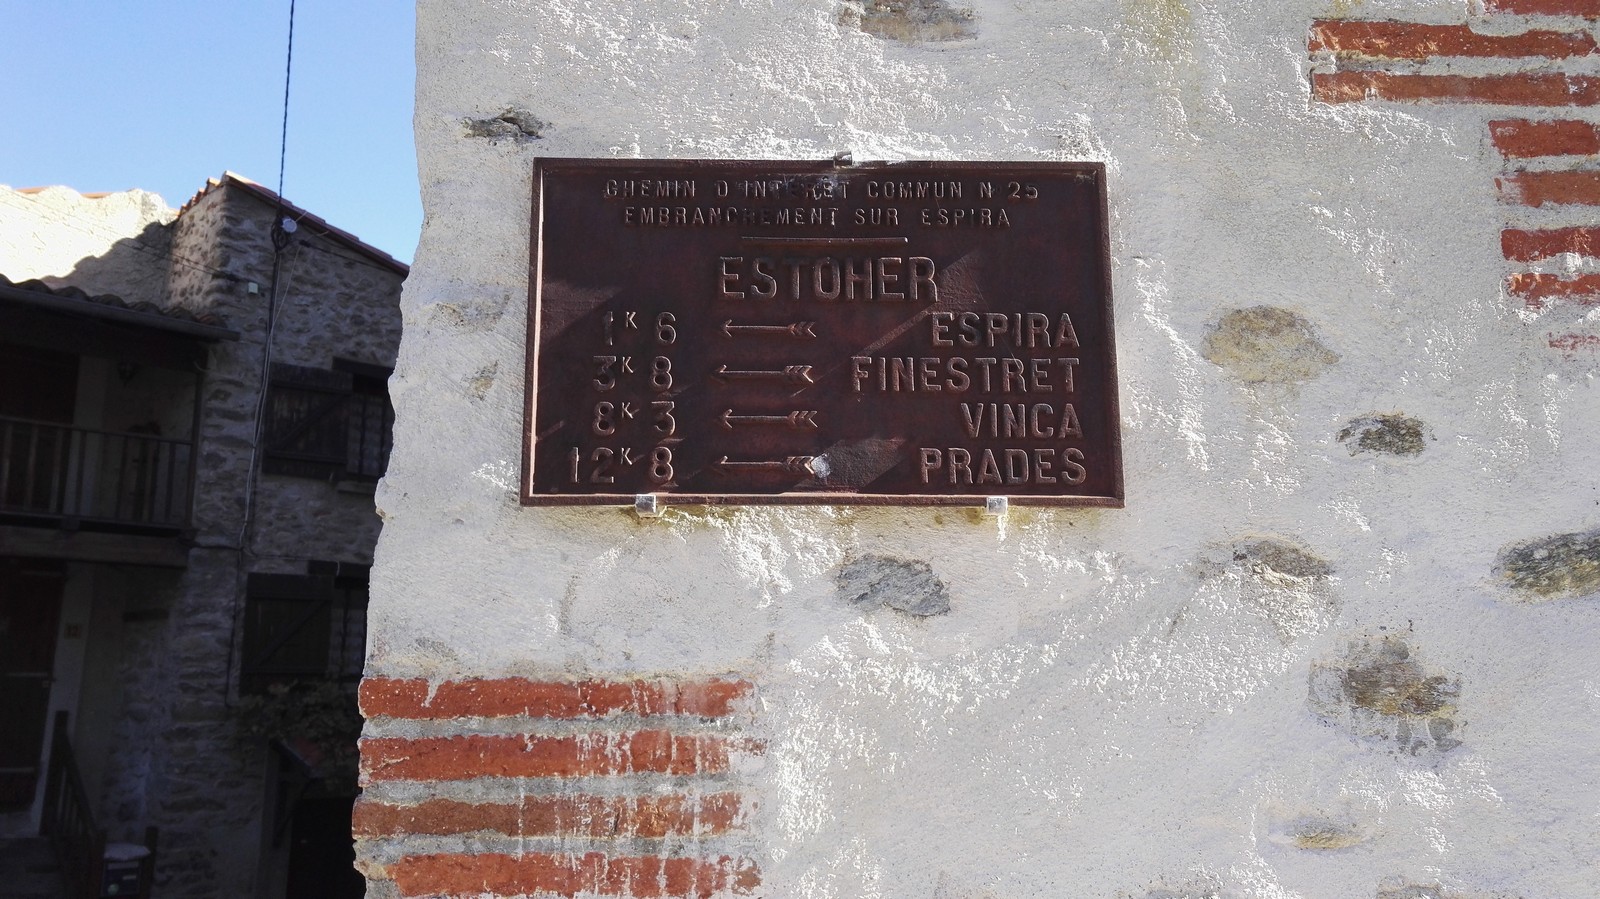 CHEMIN D'INTERET COMMUN N 25
EMBRANCHEMENT SUR ESPIRA
ESTOHER
1K 6 ← ESPIRA
3K 8 ← FINESTRET
8K 3 ← VINCA
12K 8 ← PRADES